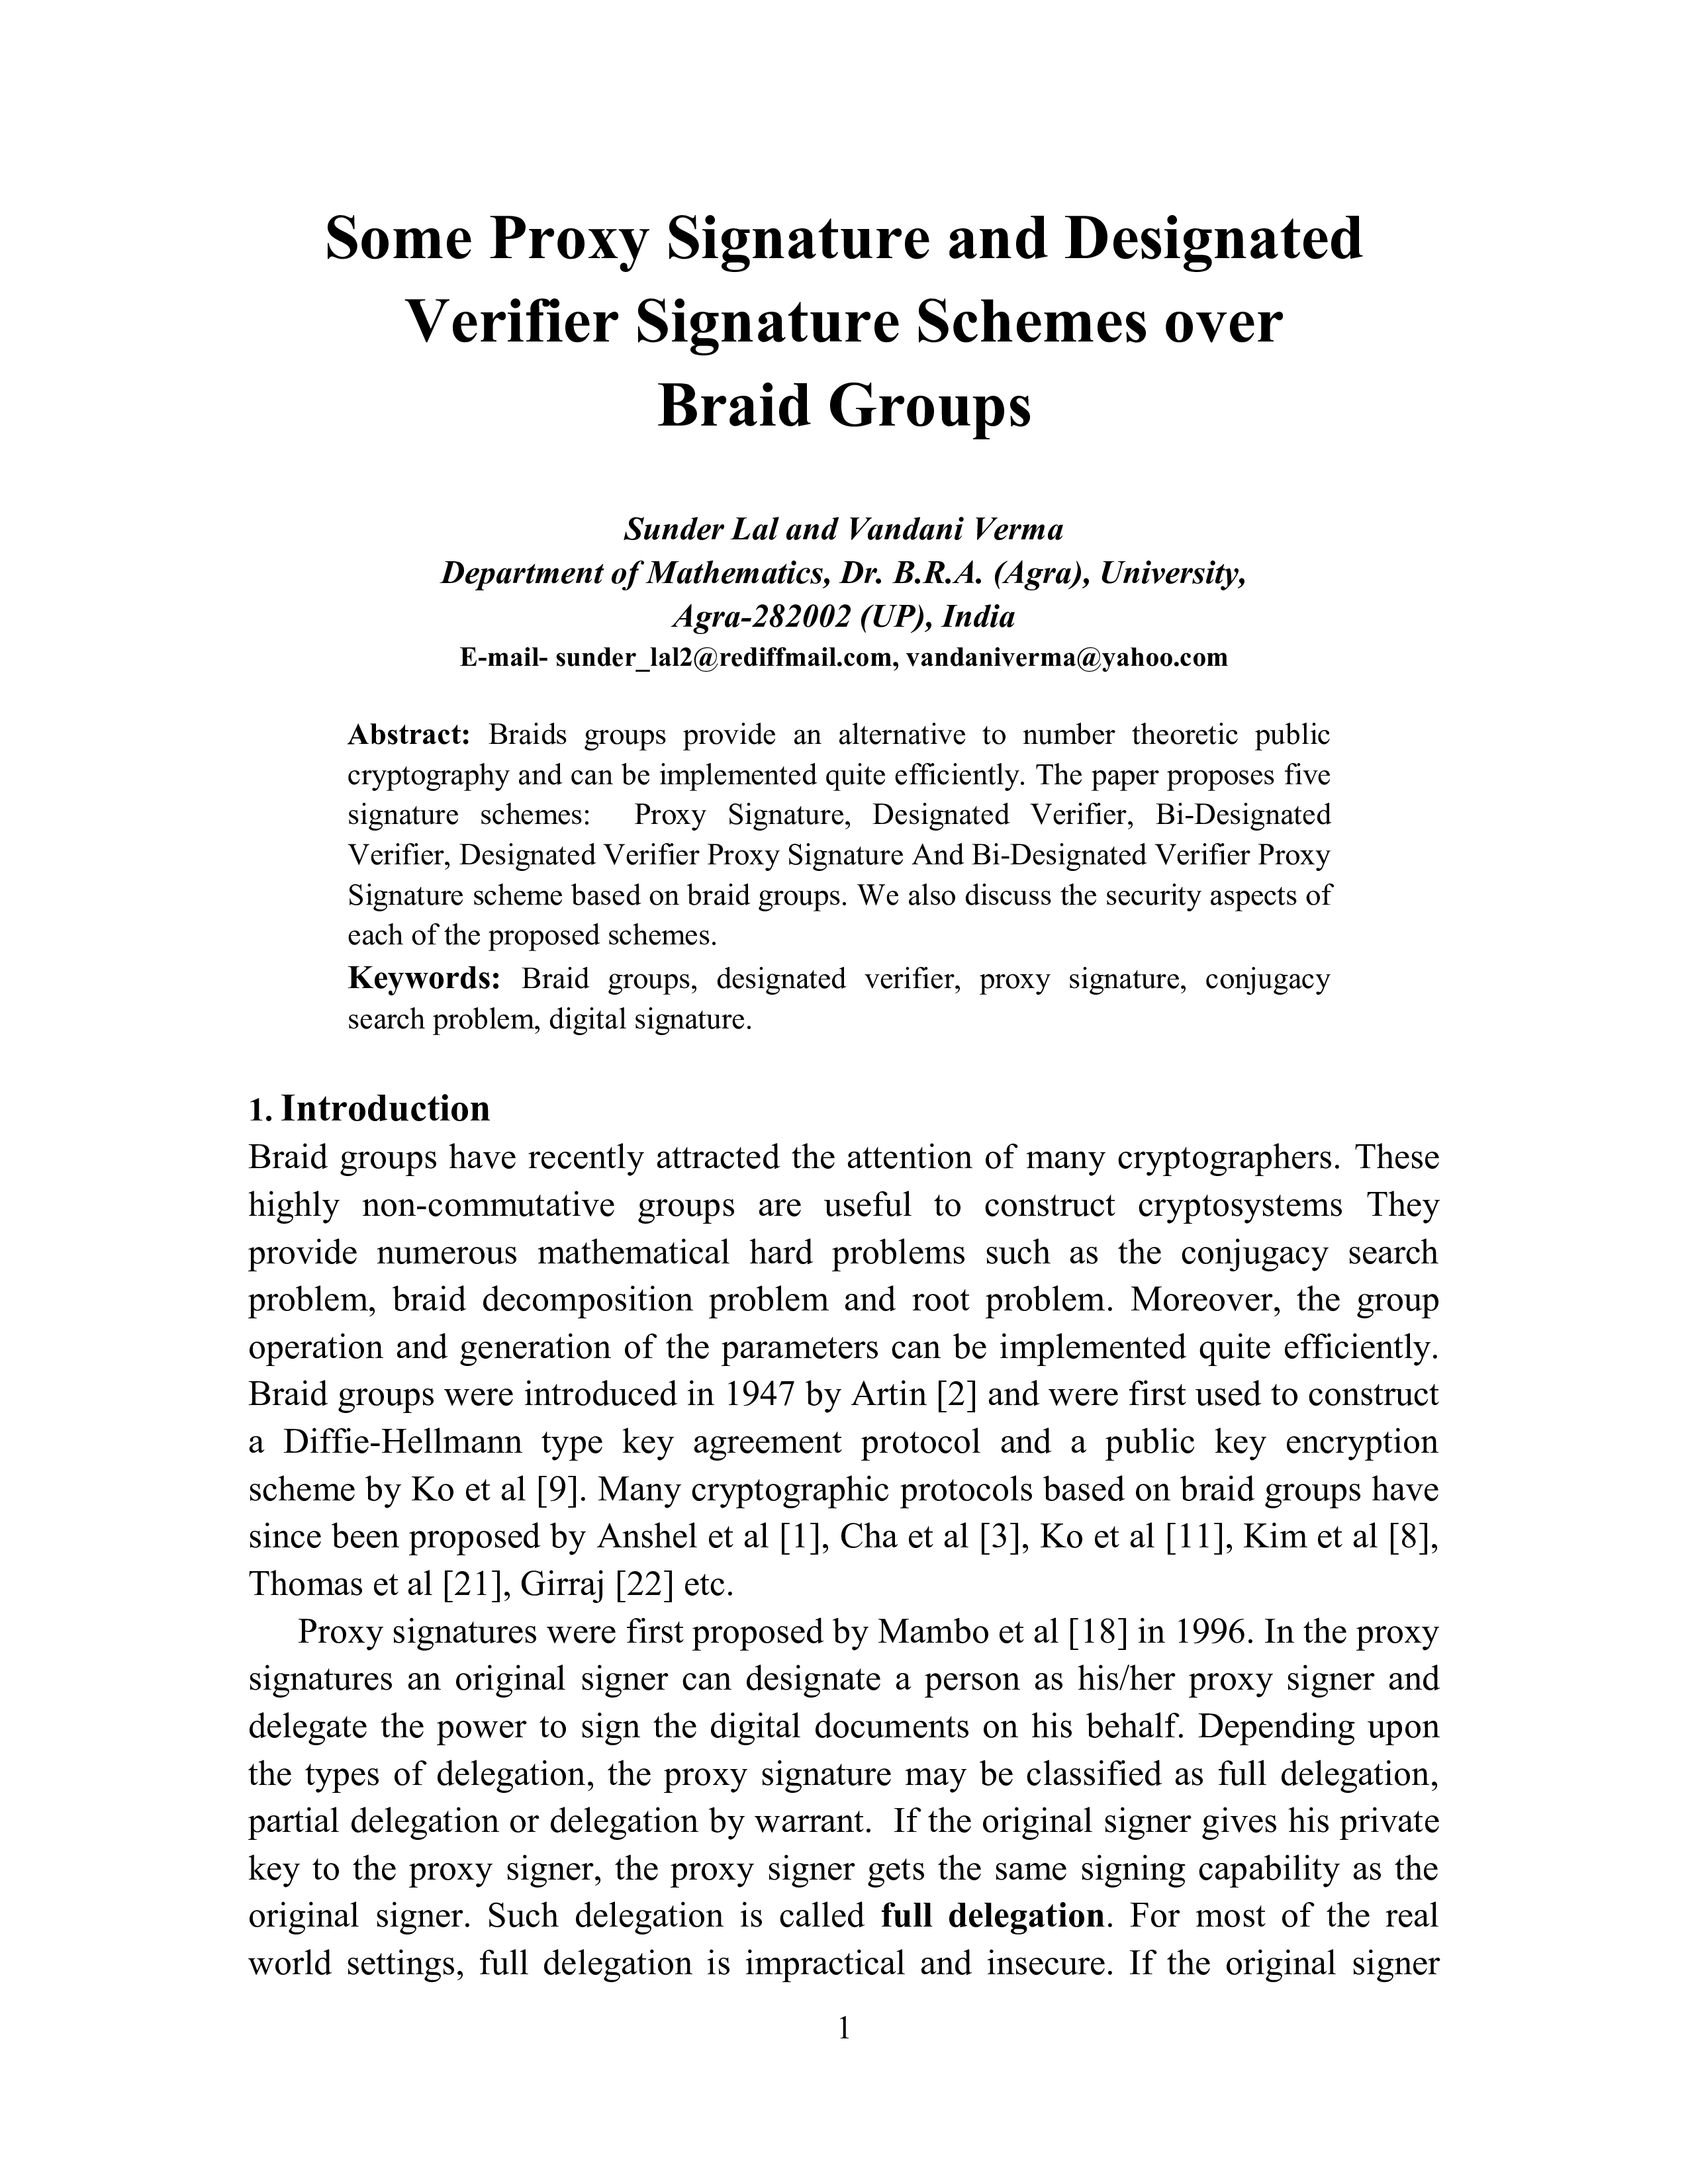 Some Proxy Signature and Designated
Verifier Signature Schemes over
Braid Groups
Sunder Lal and Vandani Verma
Department of Mathematics, Dr. B.R.A. (Agra), University,
Agra-282002 (UP), India
E-mail- sunder_lal2@rediffmail.com, vandaniverma@yahoo.com
Abstract: Braids groups provide an alternative to number theoretic public
cryptography and can be implemented quite efficiently. The paper proposes five
signature schemes: Proxy Signature, Designated Verifier, Bi-Designated
Verifier, Designated Verifier Proxy Signature And Bi-Designated Verifier Proxy
Signature scheme based on braid groups. We also discuss the security aspects of
each of the proposed schemes.
Keywords: Braid groups, designated verifier, proxy signature, conjugacy
search problem, digital signature.
1. Introduction
Braid groups have recently attracted the attention of many cryptographers. These
highly non-commutative groups are useful to construct cryptosystems They
provide numerous mathematical hard problems such as the conjugacy search
problem, braid decomposition problem and root problem. Moreover, the group
operation and generation of the parameters can be implemented quite efficiently.
Braid groups were introduced in 1947 by Artin [2] and were first used to construct
a Diffie-Hellmann type key agreement protocol and a public key encryption
scheme by Ko et al [9]. Many cryptographic protocols based on braid groups have
since been proposed by Anshel et al [1], Cha et al [3], Ko et al [11], Kim et al [8],
Thomas et al [21], Girraj [22] etc.
Proxy signatures were first proposed by Mambo et al [18] in 1996. In the proxy
signatures an original signer can designate a person as his/her proxy signer and
delegate the power to sign the digital documents on his behalf. Depending upon
the types of delegation, the proxy signature may be classified as full delegation,
partial delegation or delegation by warrant. If the original signer gives his private
key to the proxy signer, the proxy signer gets the same signing capability as the
original signer. Such delegation is called full delegation. For most of the real
world settings, full delegation is impractical and insecure. If the original signer
1